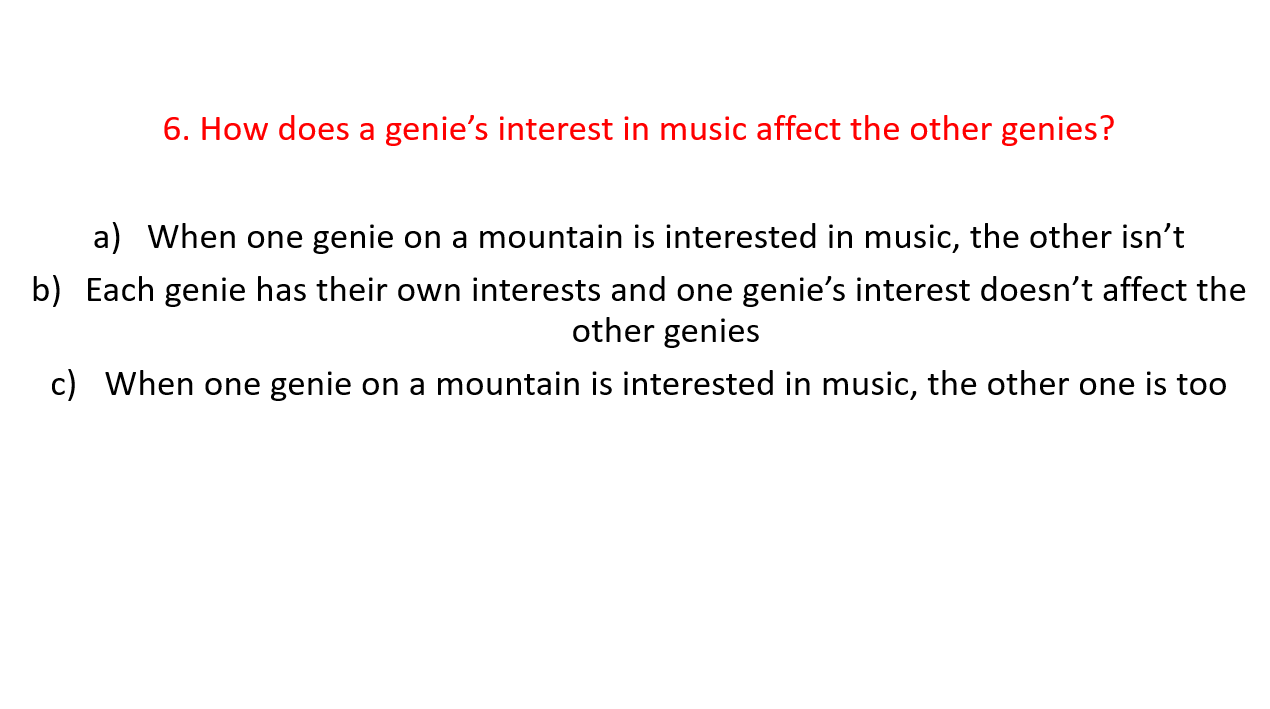 6. How does a genie’s interest in music affect the other genies?
a) When one genie on a mountain is interested in music, the other isn’t
b) Each genie has their own interests and one genie’s interest doesn’t affect the
other genies
c) When one genie on a mountain is interested in music, the other one is too